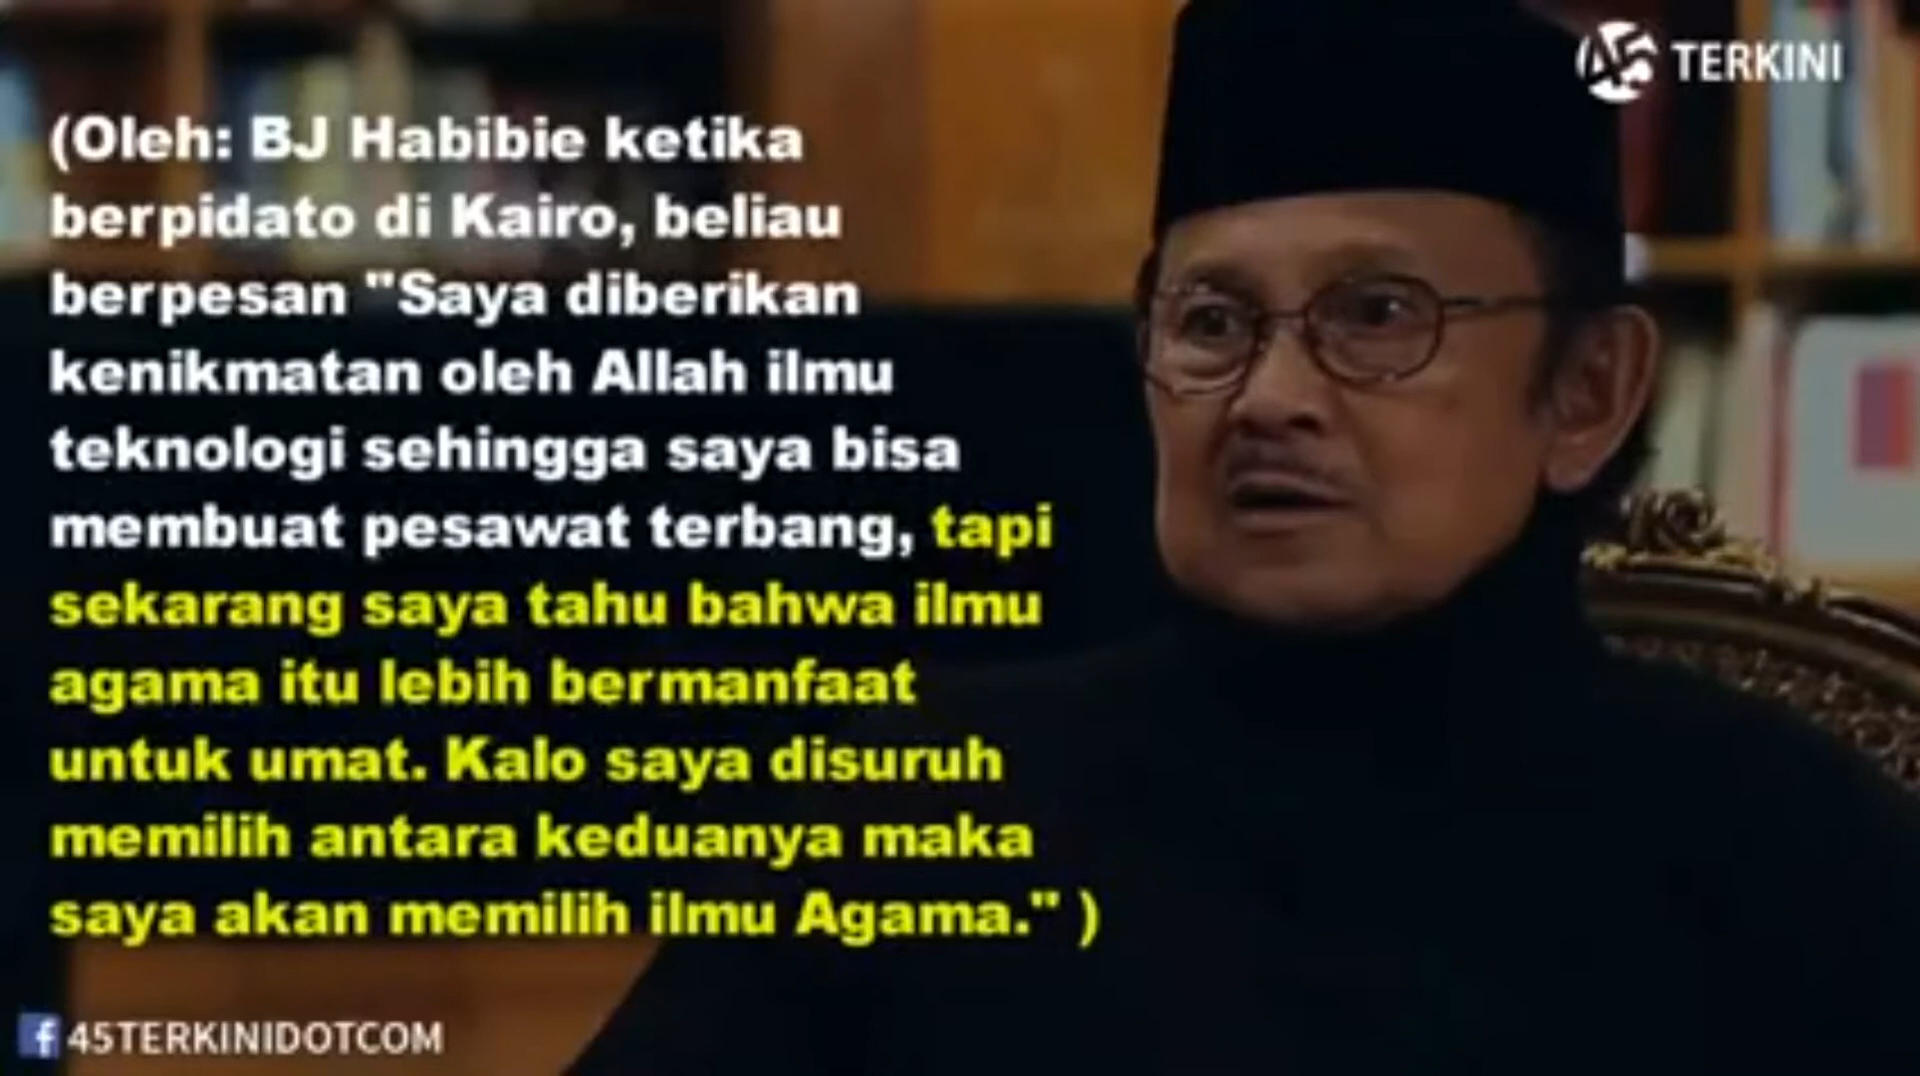 45 TERKINI
(Oleh: BJ Habibie ketika
berpidato di Kairo, beliau
berpesan "Saya diberikan
kenikmatan oleh Allah ilmu
teknologi sehingga saya bisa
membuat pesawat terbang, tapi
sekarang saya tahu bahwa ilmu
agama itu lebih bermanfaat
untuk umat. Kalo saya disuruh
memilih antara keduanya maka
saya akan memilih ilmu Agama." )
f 45TERKINIDOTCOM